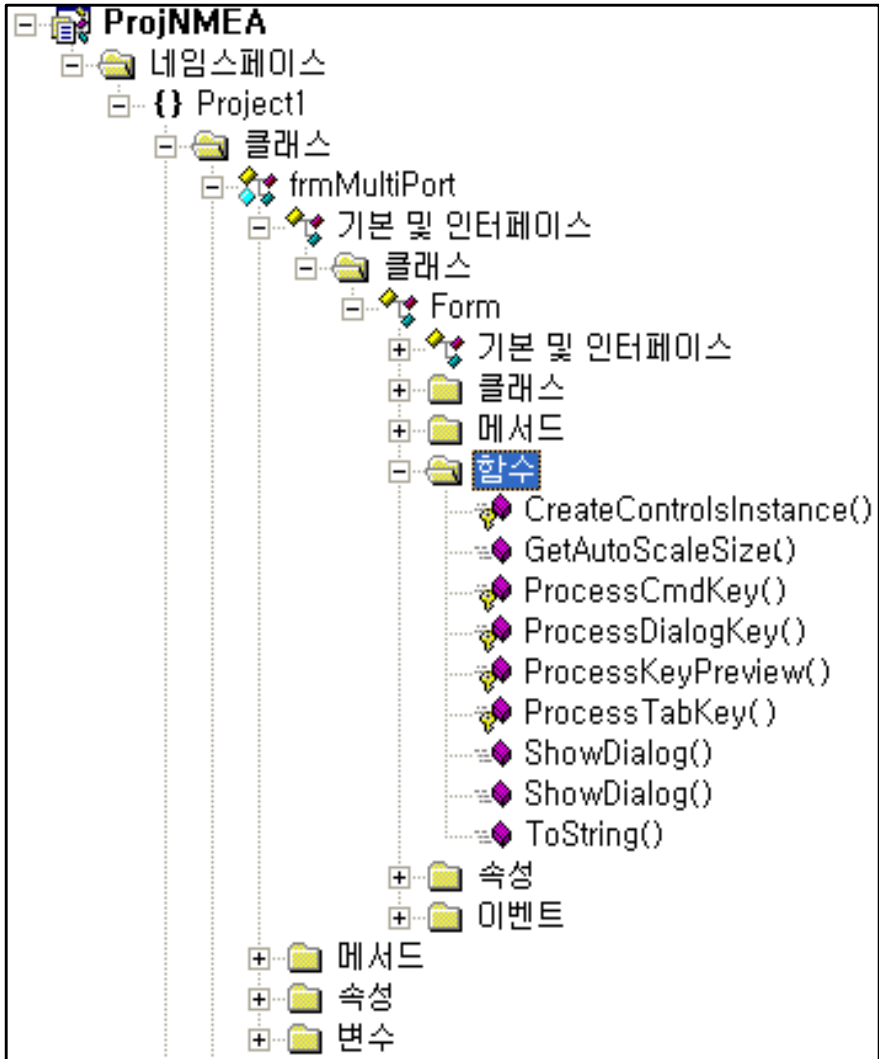 ProjNMEA
네임스페이스
{} Project1
클래스
frmMultiPort
기본 및 인터페이스
클래스
Form
기본 및 인터페이스
클래스
메서드
함수
CreateControlsInstance()
GetAutoScaleSize()
ProcessCmdKey()
ProcessDialogKey()
ProcessKeyPreview()
ProcessTabKey()
ShowDialog()
ShowDialog()
ToString()
속성
이벤트
메서드
속성
변수